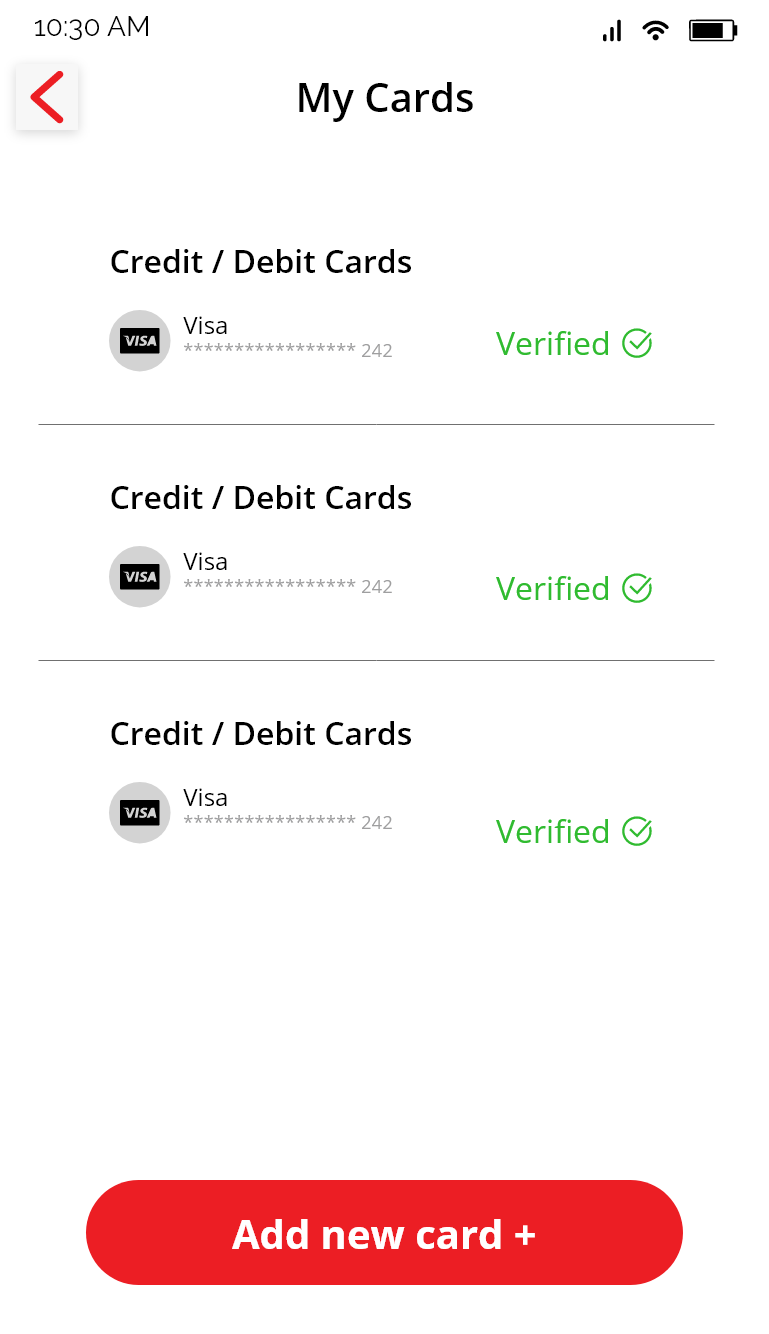 10:30 AM
My Cards
Credit / Debit Cards
VISA
Visa
***************** 242
Verified
Credit / Debit Cards
VISA
Visa
***************** 242
Verified
Credit / Debit Cards
VISA
Visa
***************** 242
Verified
Add new card +